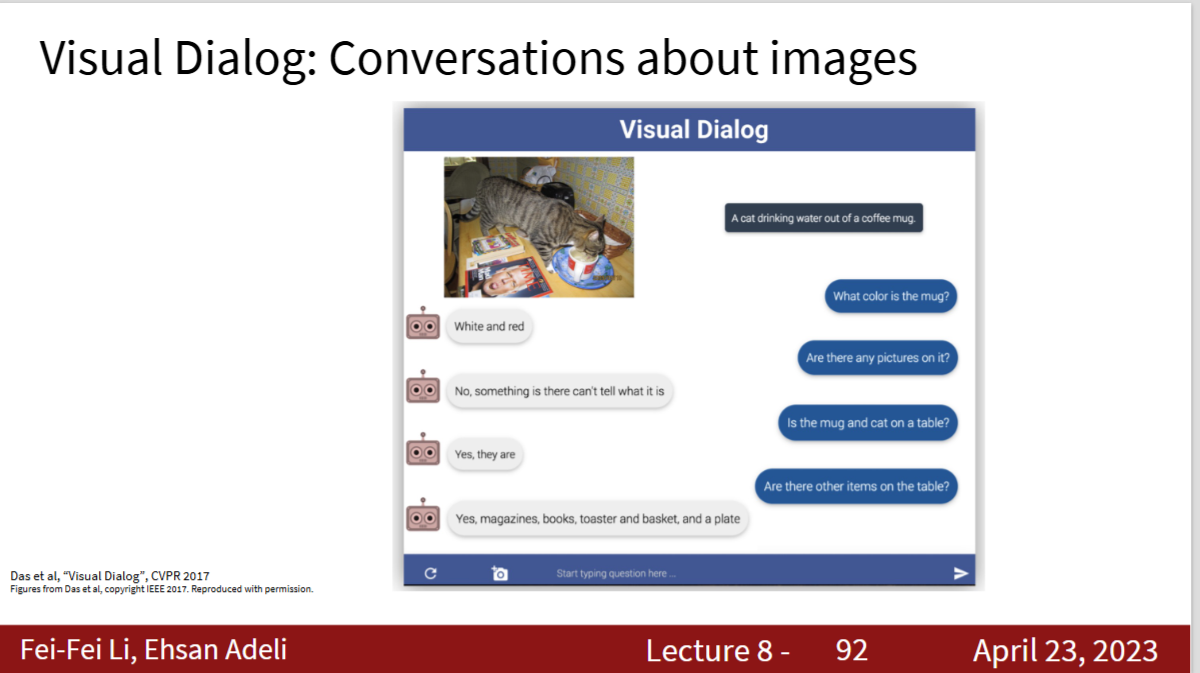 Visual Dialog: Conversations about images
Visual Dialog
A cat drinking water out of a coffee mug.
What color is the mug?
White and red
Are there any pictures on it?
No, something is there can't tell what it is
Is the mug and cat on a table?
Yes, they are
Are there other items on the table?
Yes, magazines, books, toaster and basket, and a plate
Start typing question here ...
Das et al, “Visual Dialog”, CVPR 2017
Figures from Das et al, copyright IEEE 2017. Reproduced with permission.
Fei-Fei Li, Ehsan Adeli
Lecture 8 - 92
April 23, 2023